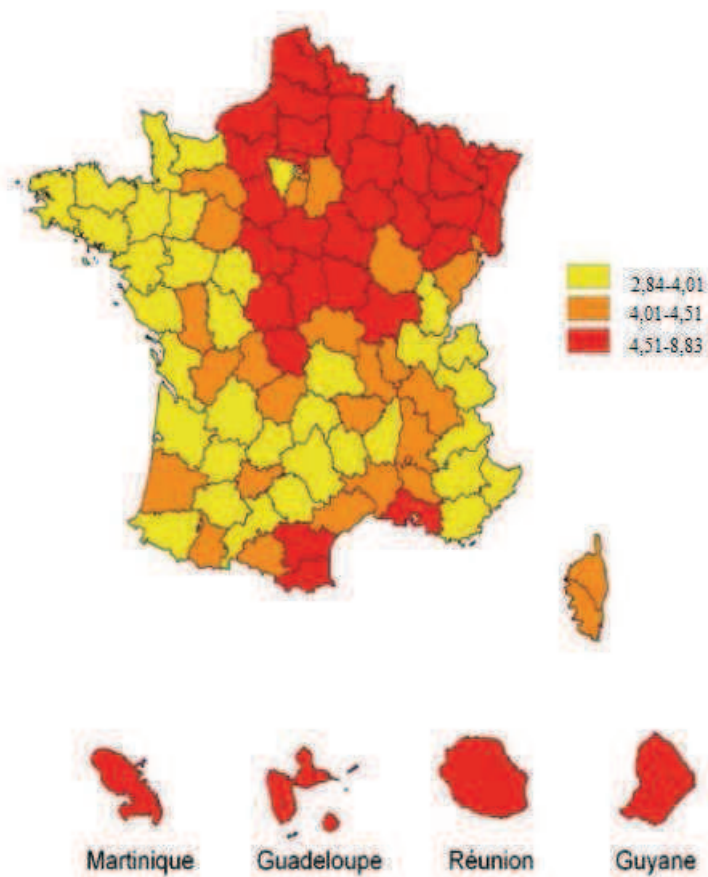 2,84-4,01
4,01-4,51
4,51-8,83
Martinique
Guadeloupe
Réunion
Guyane